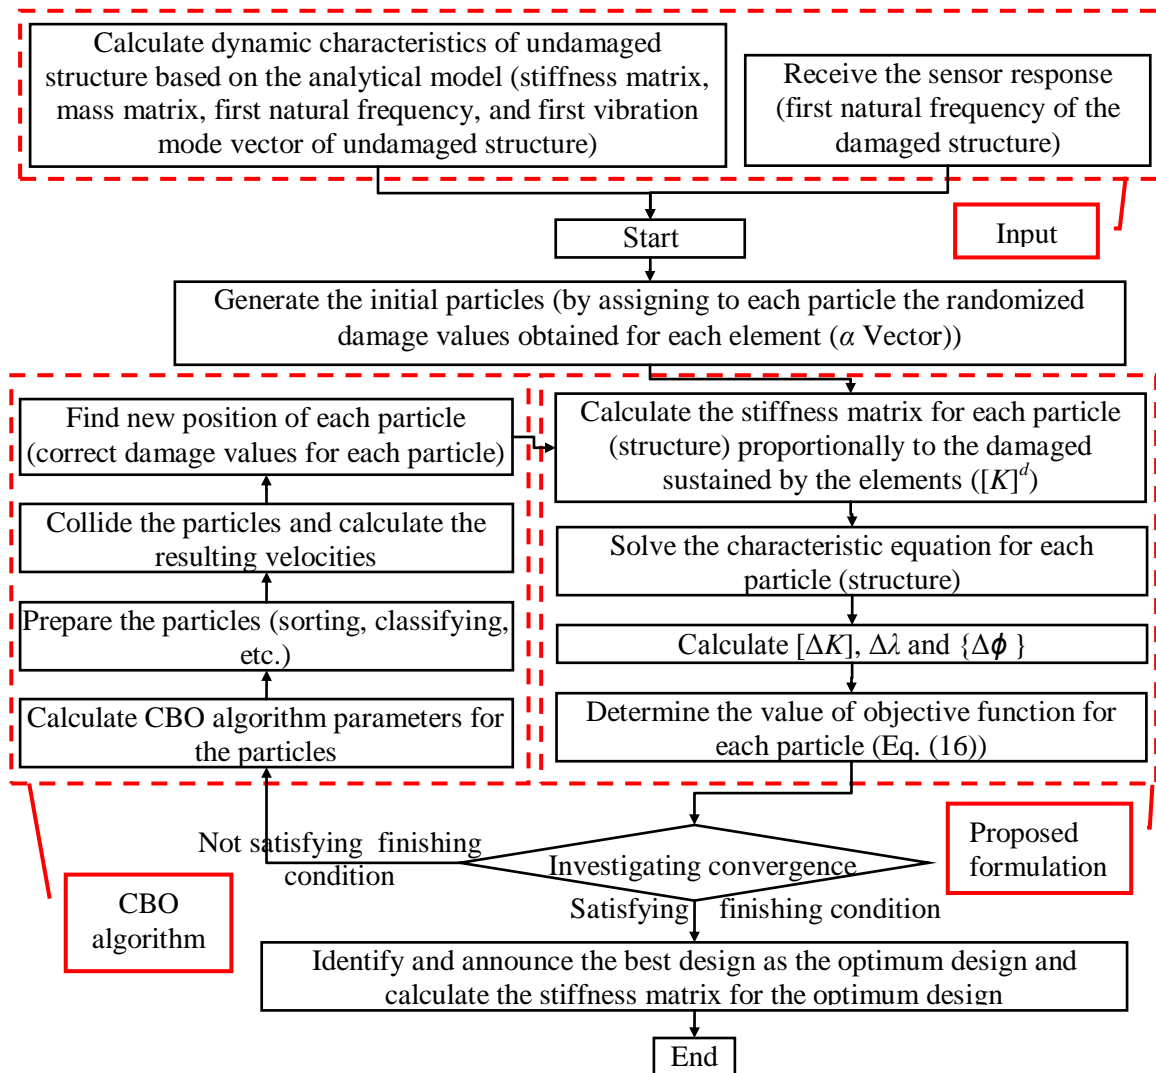 Calculate dynamic characteristics of undamaged
structure based on the analytical model (stiffness matrix,
mass matrix, first natural frequency, and first vibration
mode vector of undamaged structure)
Receive the sensor response
(first natural frequency of the
damaged structure)
Input
Start
Generate the initial particles (by assigning to each particle the randomized
damage values obtained for each element (α Vector))
Find new position of each particle
(correct damage values for each particle)
Collide the particles and calculate the
resulting velocities
Prepare the particles (sorting, classifying,
etc.)
Calculate CBO algorithm parameters for
the particles
Calculate the stiffness matrix for each particle
(structure) proportionally to the damaged
sustained by the elements ([K]ᵈ)
Solve the characteristic equation for each
particle (structure)
Calculate [ΔK], Δλ and {Δϕ }
Determine the value of objective function for
each particle (Eq. (16))
Not satisfying finishing
condition
Investigating convergence
Proposed
formulation
CBO
algorithm
Satisfying finishing condition
Identify and announce the best design as the optimum design and
calculate the stiffness matrix for the optimum design
End